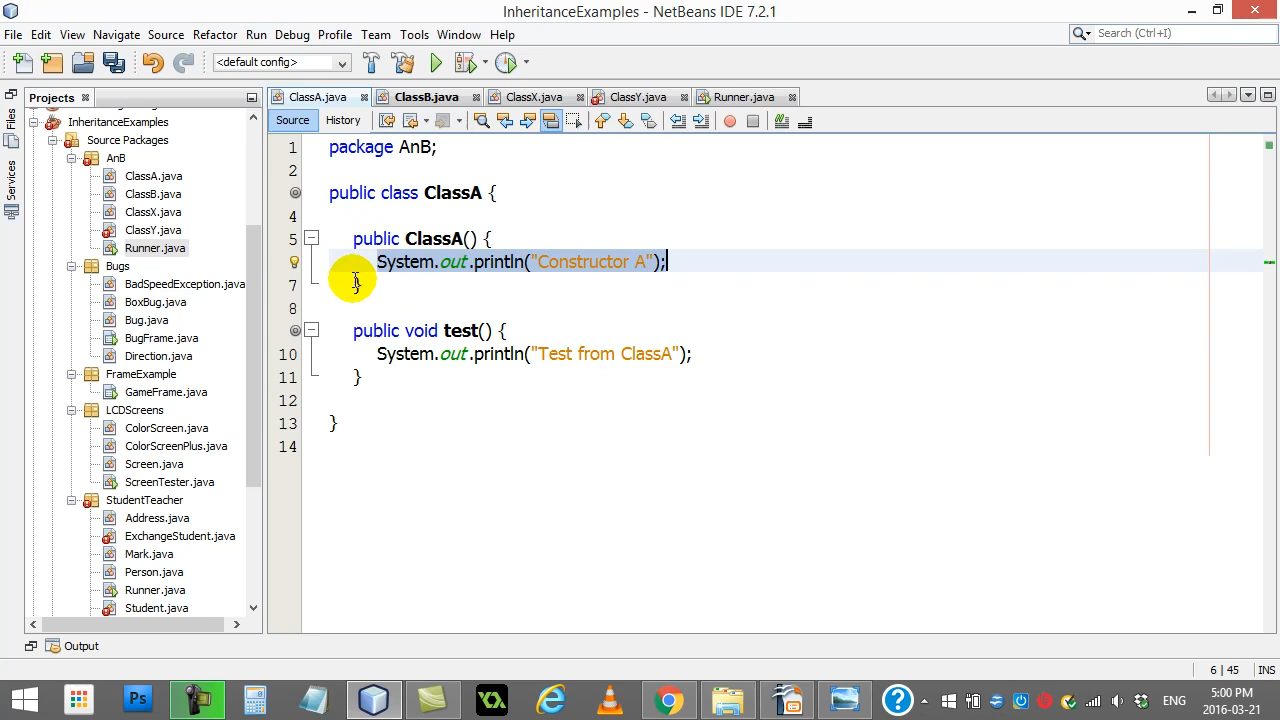 InheritanceExamples - NetBeans IDE 7.2.1
File Edit View Navigate Source Refactor Run Debug Profile Team Tools Window Help
Search (Ctrl+I)
<default config>
Projects
ClassA.java ClassB.java ClassX.java ClassY.java Runner.java
Files
Services
Source History
InheritanceExamples
Source Packages
AnB
ClassA.java
ClassB.java
ClassX.java
ClassY.java
Runner.java
Bugs
BadSpeedException.java
BoxBug.java
Bug.java
BugFrame.java
Direction.java
FrameExample
GameFrame.java
LCDScreens
ColorScreen.java
ColorScreenPlus.java
Screen.java
ScreenTester.java
StudentTeacher
Address.java
ExchangeStudent.java
Mark.java
Person.java
Runner.java
Student.java
1 package AnB;
2
public class ClassA {
4
5 public ClassA() {
System.out.println("Constructor A");
7 }
8
public void test() {
10 System.out.println("Test from ClassA");
11 }
12
13 }
14
Output
6 | 45 INS
Ps
ENG
5:00 PM
2016-03-21